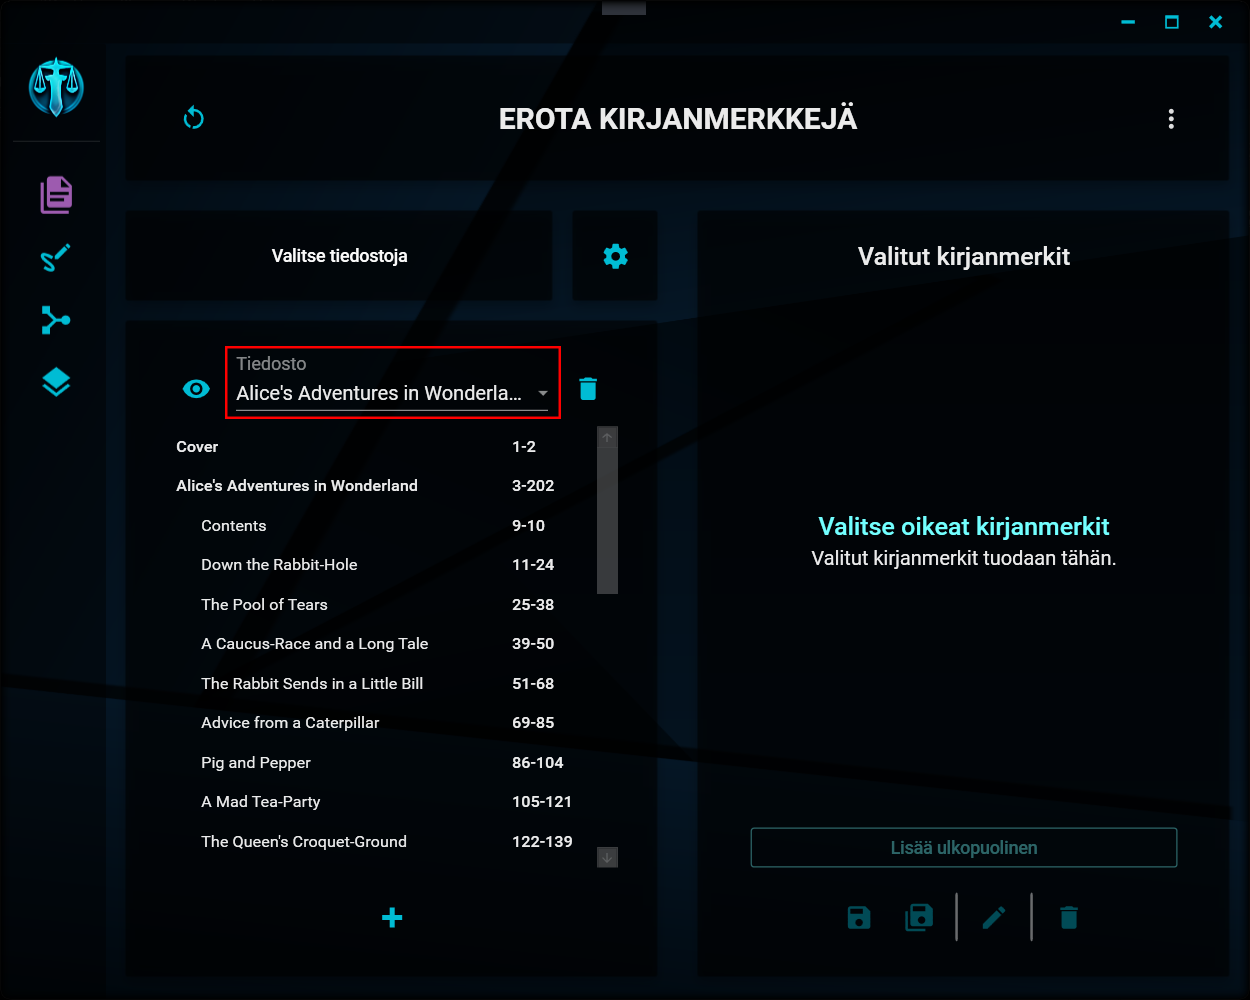 EROTA KIRJANMERKKEJÄ
Valitse tiedostoja
Tiedosto
Alice's Adventures in Wonderla...
Cover 1-2
Alice's Adventures in Wonderland 3-202
Contents 9-10
Down the Rabbit-Hole 11-24
The Pool of Tears 25-38
A Caucus-Race and a Long Tale 39-50
The Rabbit Sends in a Little Bill 51-68
Advice from a Caterpillar 69-85
Pig and Pepper 86-104
A Mad Tea-Party 105-121
The Queen's Croquet-Ground 122-139
Valitut kirjanmerkit
Valitse oikeat kirjanmerkit
Valitut kirjanmerkit tuodaan tähän.
Lisää ulkopuolinen